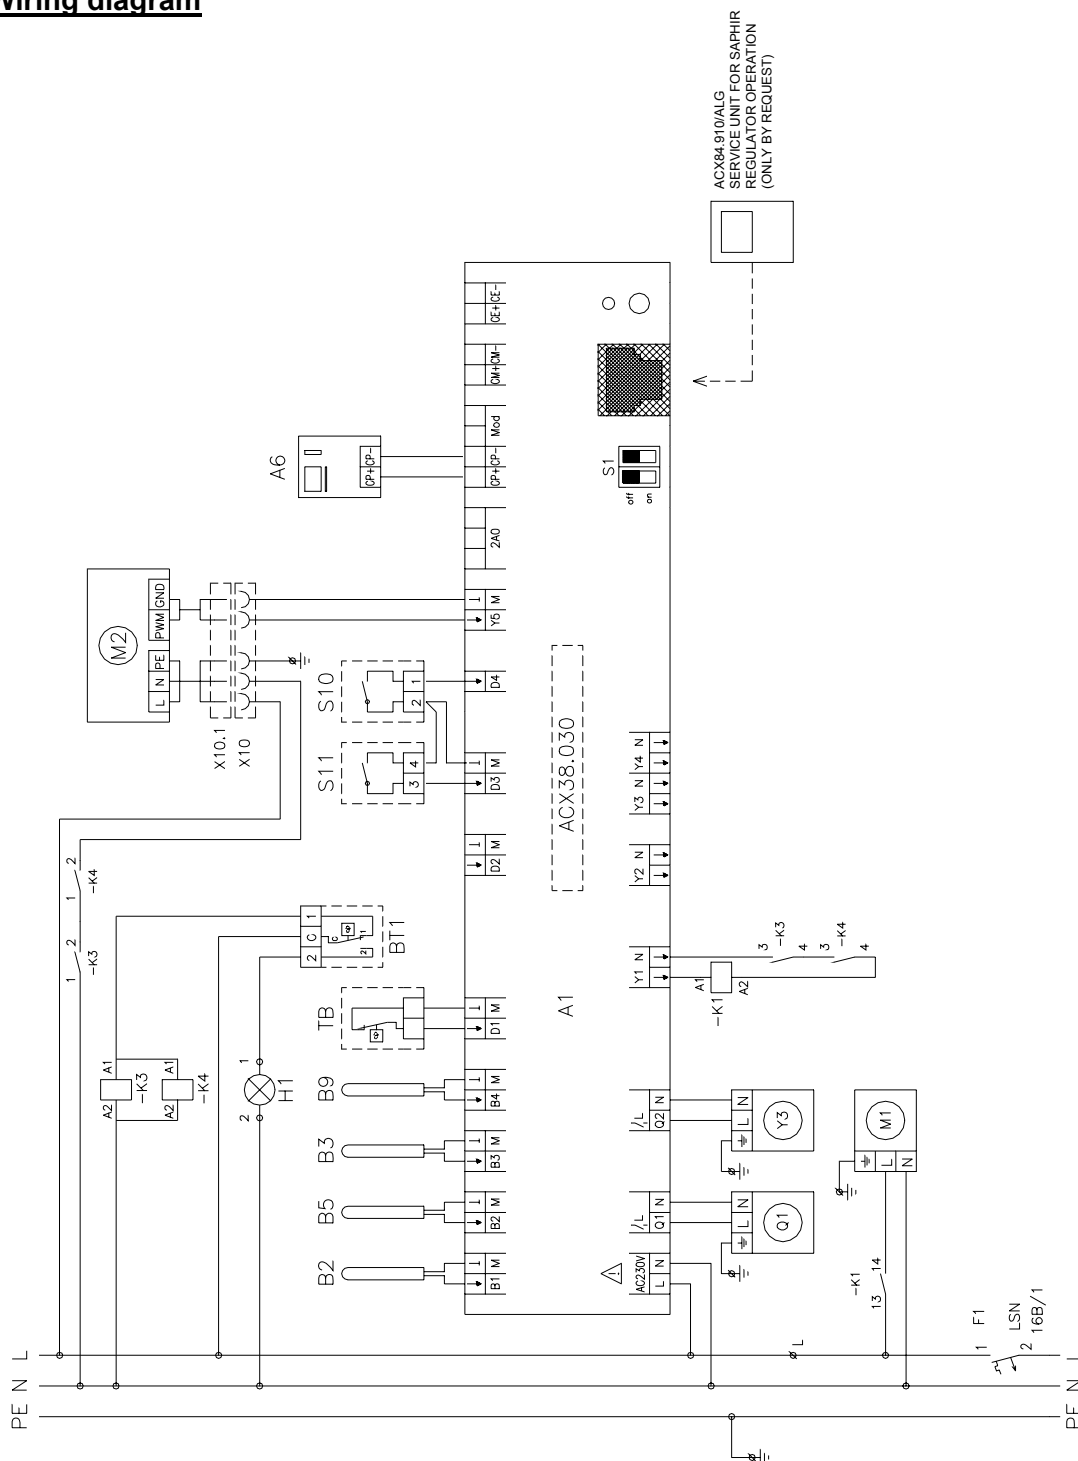 Wiring diagram
ACX84.910/ALG
SERVICE UNIT FOR SAPHIR
REGULATOR OPERATION
(ONLY BY REQUEST)
CE+ CE-
CM+ CM-
Mod
CP+ CP-
2A0
Y5 M
D4
D3 M
D2 M
D1 M
B4 M
B3 M
B2 M
B1 M
A6
CP+ CP-
M2
L N PE PWM GND
X10.1
X10
S10
2 1
S11
3 4
1 2
-K4
1 2
-K3
BT1
2 C 1
2 C 1
TB
B9
B3
B5
B2
A2 A1
-K3
A2 A1
-K4
2 1
H1
S1
off
on
ACX38.030
A1
Y3 N Y4 N
Y2 N
Y1 N
Q2 N
L
Q1 N
L
AC230V
L N
A1
A2
-K1
3 4
-K3
3 4
-K4
L N
Y3
L N
Q1
M1
L
N
-K1
13 14
L
F1
1 2
LSN
16B/1
PE N L
PE N L